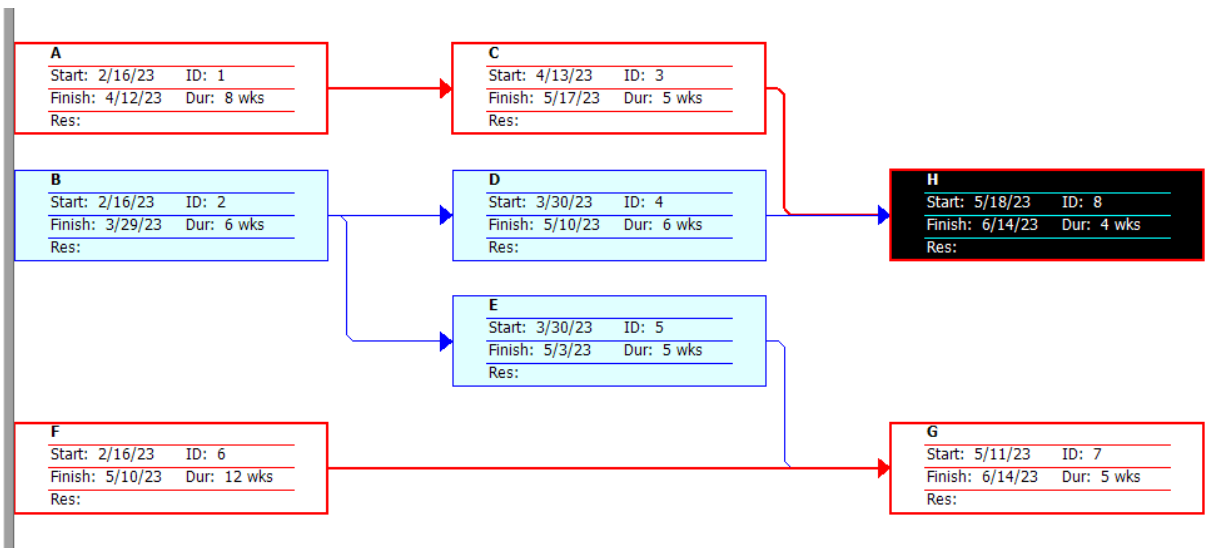 A
Start: 2/16/23 ID: 1
Finish: 4/12/23 Dur: 8 wks
Res:
C
Start: 4/13/23 ID: 3
Finish: 5/17/23 Dur: 5 wks
Res:
B
Start: 2/16/23 ID: 2
Finish: 3/29/23 Dur: 6 wks
Res:
D
Start: 3/30/23 ID: 4
Finish: 5/10/23 Dur: 6 wks
Res:
H
Start: 5/18/23 ID: 8
Finish: 6/14/23 Dur: 4 wks
Res:
E
Start: 3/30/23 ID: 5
Finish: 5/3/23 Dur: 5 wks
Res:
F
Start: 2/16/23 ID: 6
Finish: 5/10/23 Dur: 12 wks
Res:
G
Start: 5/11/23 ID: 7
Finish: 6/14/23 Dur: 5 wks
Res: